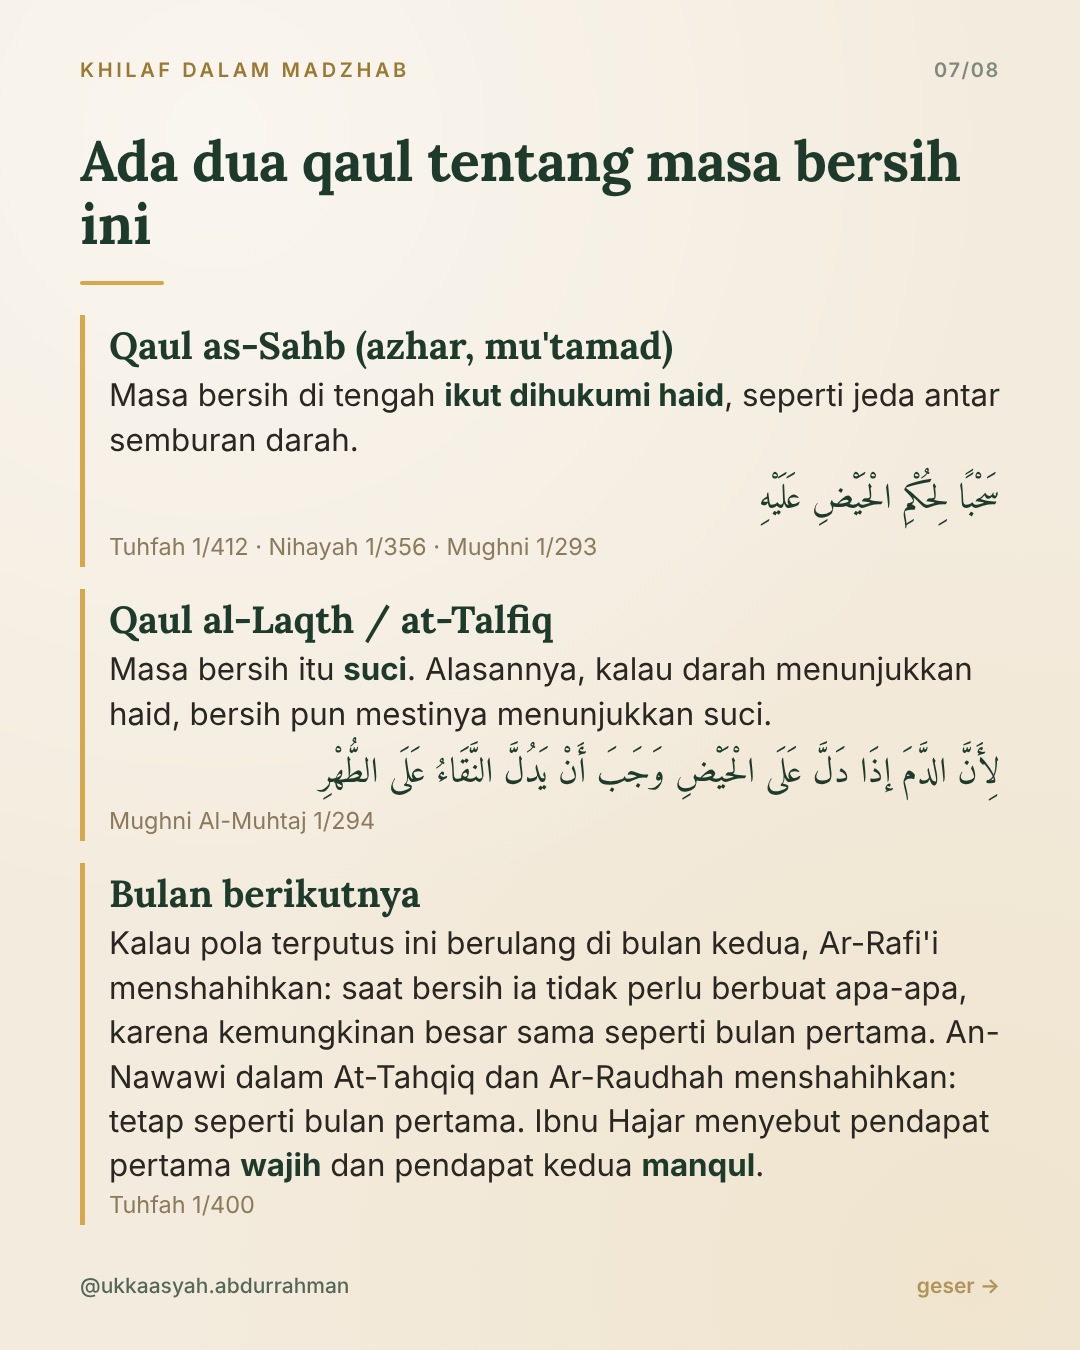 KHILAF DALAM MADZHAB
07/08
Ada dua qaul tentang masa bersih
ini
Qaul as-Sahb (azhar, mu'tamad)
Masa bersih di tengah ikut dihukumi haid, seperti jeda antar
semburan darah.
سَحْبًا لِحُكْمِ الْحَيْضِ عَلَيْهِ
Tuhfah 1/412 · Nihayah 1/356 · Mughni 1/293
Qaul al-Laqth / at-Talfiq
Masa bersih itu suci. Alasannya, kalau darah menunjukkan
haid, bersih pun mestinya menunjukkan suci.
لِأَنَّ الدَّمَ إِذَا دَلَّ عَلَى الْحَيْضِ وَجَبَ أَنْ يَدُلَّ النَّقَاءُ عَلَى الطُّهْرِ
Mughni Al-Muhtaj 1/294
Bulan berikutnya
Kalau pola terputus ini berulang di bulan kedua, Ar-Rafi'i
menshahihkan: saat bersih ia tidak perlu berbuat apa-apa,
karena kemungkinan besar sama seperti bulan pertama. An-
Nawawi dalam At-Tahqiq dan Ar-Raudhah menshahihkan:
tetap seperti bulan pertama. Ibnu Hajar menyebut pendapat
pertama wajih dan pendapat kedua manqul.
Tuhfah 1/400
@ukkaasyah.abdurrahman
geser →